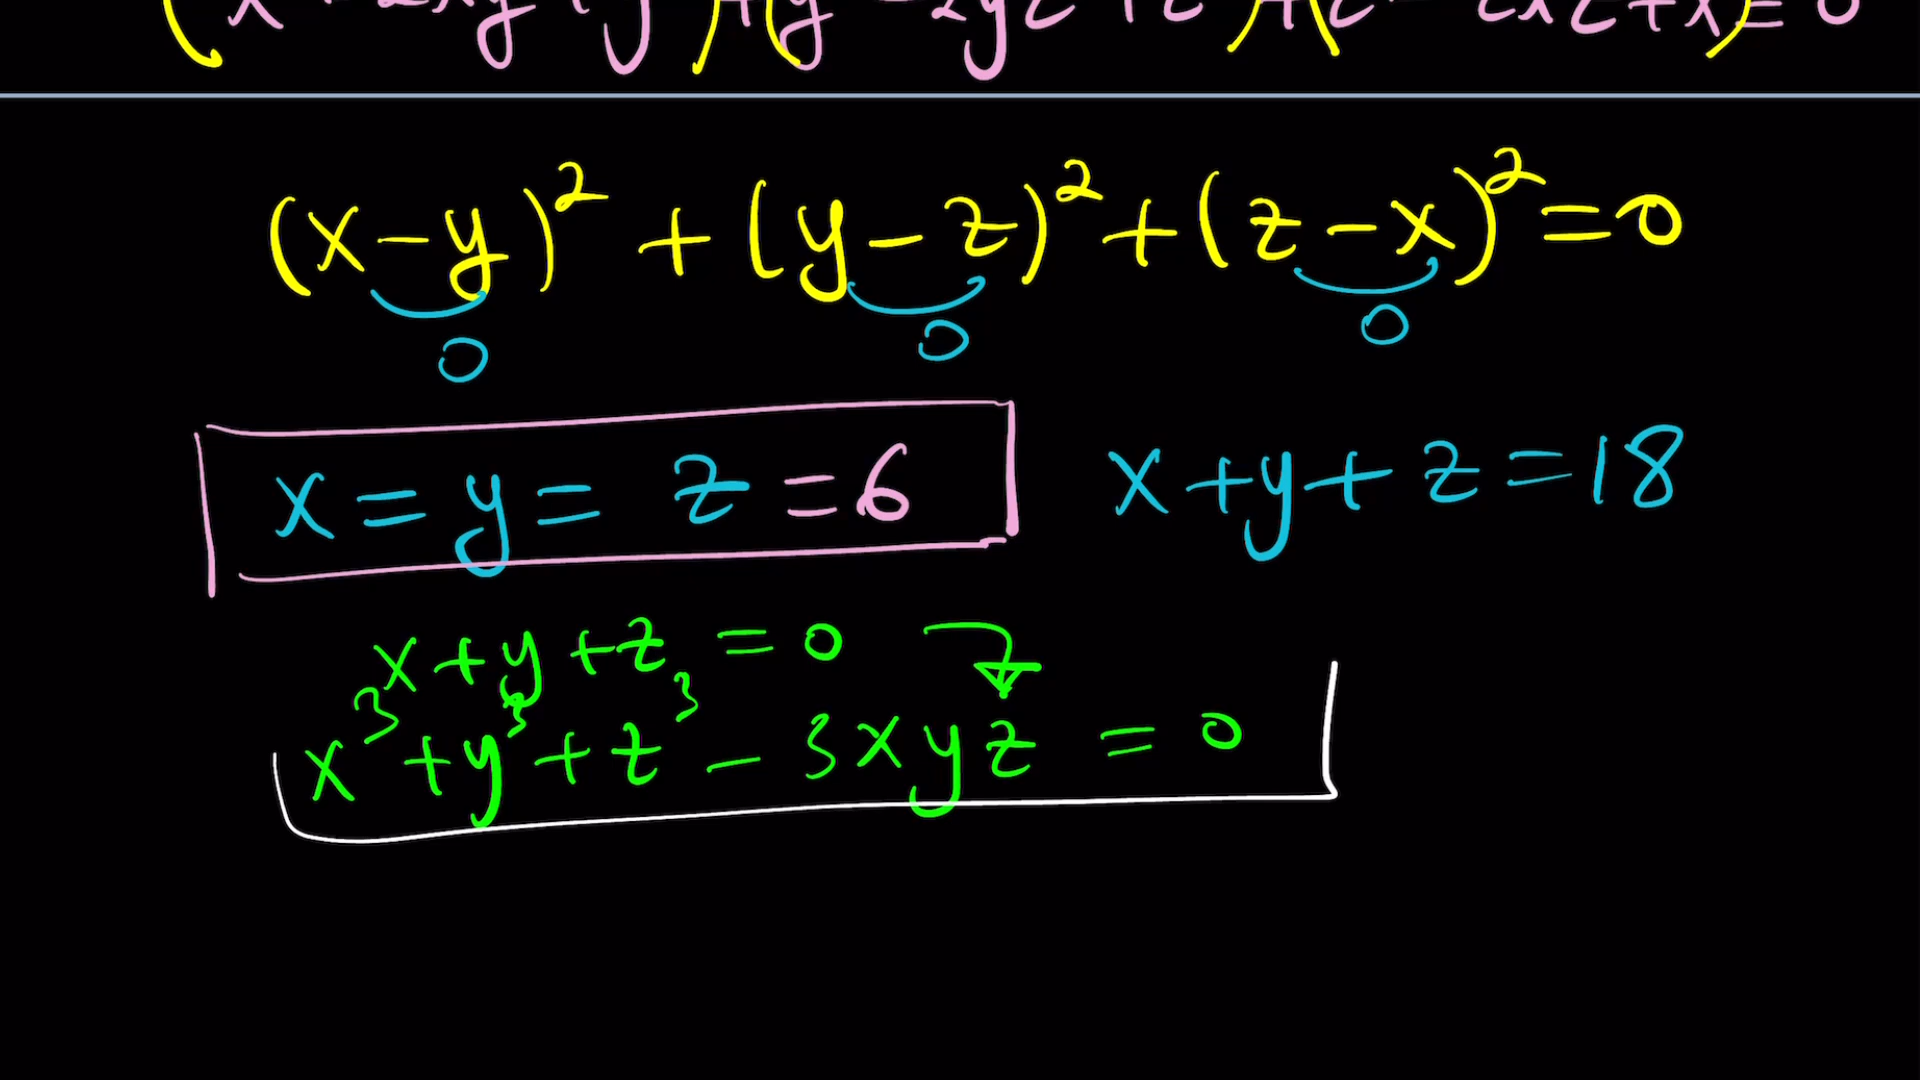 (x-y)² + (y-z)² + (z-x)² = 0
0 0 0
x = y = z = 6 x + y + z = 18
x + y + z = 0
x³ + y³ + z³ - 3xyz = 0